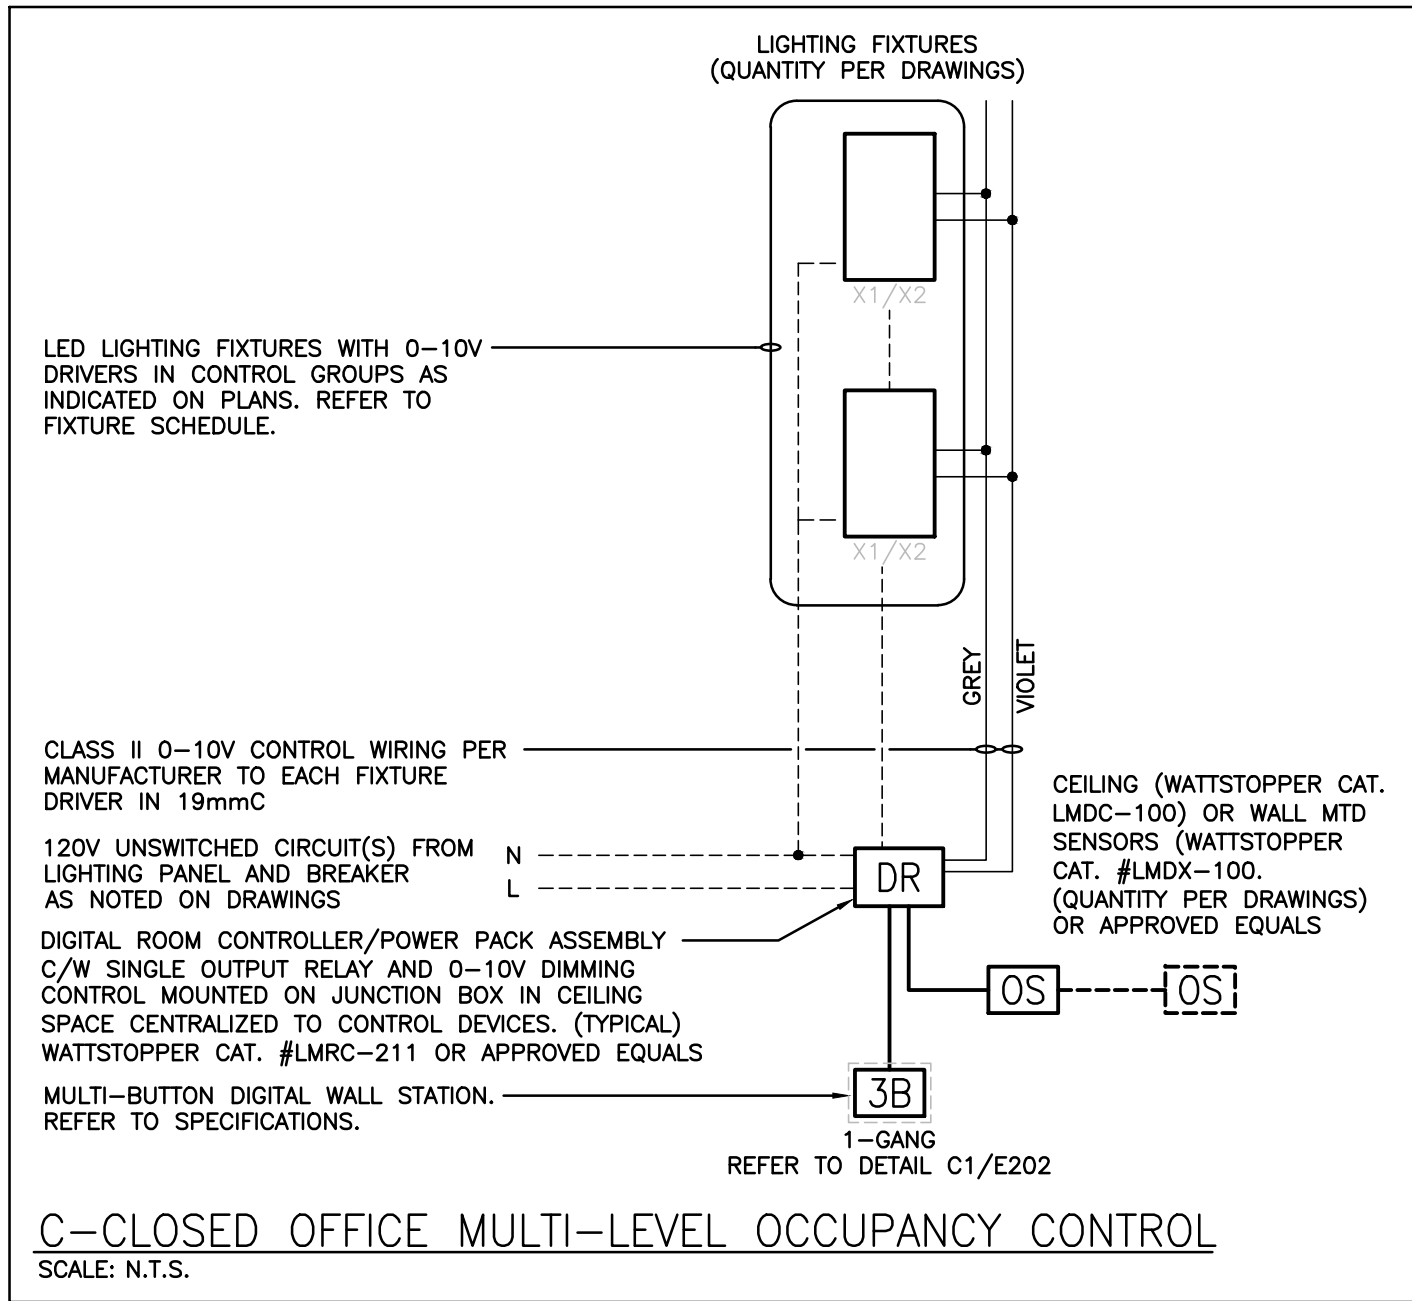 LIGHTING FIXTURES
(QUANTITY PER DRAWINGS)
X1/X2
LED LIGHTING FIXTURES WITH 0-10V
DRIVERS IN CONTROL GROUPS AS
INDICATED ON PLANS. REFER TO
FIXTURE SCHEDULE.
X1/X2
GREY
VIOLET
CLASS II 0-10V CONTROL WIRING PER
MANUFACTURER TO EACH FIXTURE
DRIVER IN 19mmC
CEILING (WATTSTOPPER CAT.
LMDC-100) OR WALL MTD
SENSORS (WATTSTOPPER
CAT. #LMDX-100.
(QUANTITY PER DRAWINGS)
OR APPROVED EQUALS
120V UNSWITCHED CIRCUIT(S) FROM
LIGHTING PANEL AND BREAKER
AS NOTED ON DRAWINGS
N
L
DR
DIGITAL ROOM CONTROLLER/POWER PACK ASSEMBLY
C/W SINGLE OUTPUT RELAY AND 0-10V DIMMING
CONTROL MOUNTED ON JUNCTION BOX IN CEILING
SPACE CENTRALIZED TO CONTROL DEVICES. (TYPICAL)
WATTSTOPPER CAT. #LMRC-211 OR APPROVED EQUALS
OS
OS
MULTI-BUTTON DIGITAL WALL STATION.
REFER TO SPECIFICATIONS.
3B
1-GANG
REFER TO DETAIL C1/E202
C-CLOSED OFFICE MULTI-LEVEL OCCUPANCY CONTROL
SCALE: N.T.S.